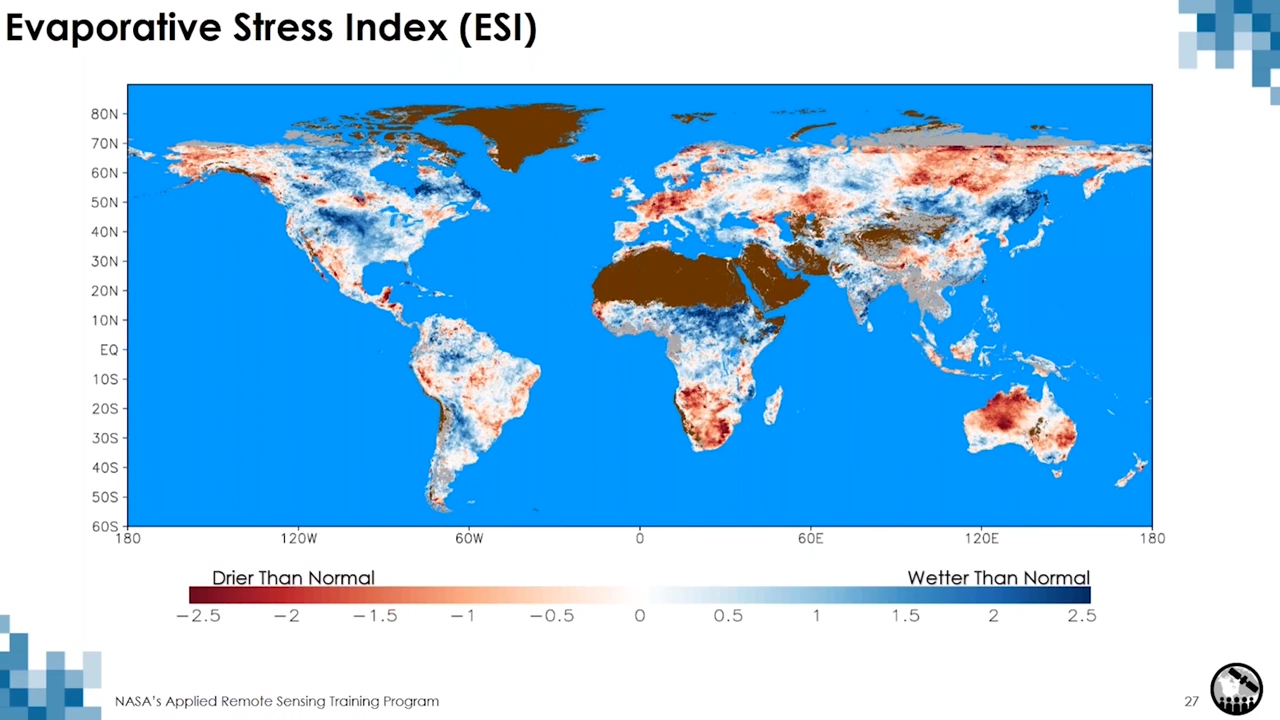 Evaporative Stress Index (ESI)
80N
70N
60N
50N
40N
30N
20N
10N
EQ
10S
20S
30S
40S
50S
60S
180 120W 60W 0 60E 120E 180
Drier Than Normal Wetter Than Normal
−2.5 −2 −1.5 −1 −0.5 0 0.5 1 1.5 2 2.5
NASA's Applied Remote Sensing Training Program 27